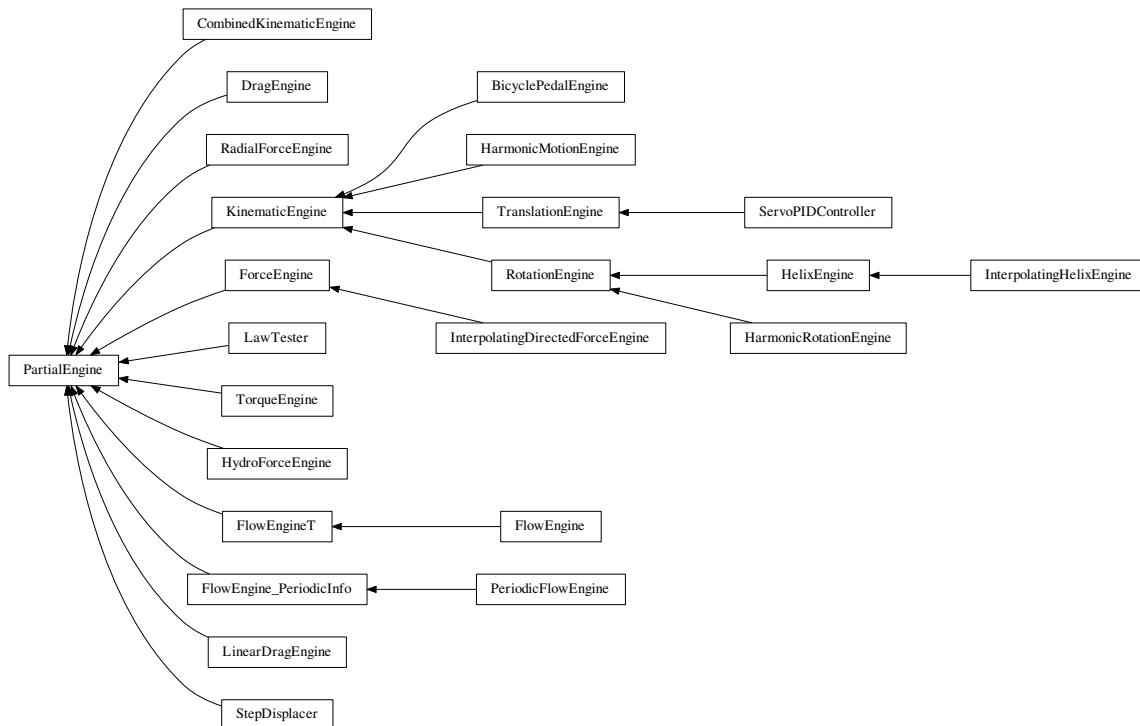 CombinedKinematicEngine
DragEngine
BicyclePedalEngine
RadialForceEngine
HarmonicMotionEngine
KinematicEngine
TranslationEngine
ServoPIDController
ForceEngine
RotationEngine
HelixEngine
InterpolatingHelixEngine
LawTester
InterpolatingDirectedForceEngine
HarmonicRotationEngine
PartialEngine
TorqueEngine
HydroForceEngine
FlowEngineT
FlowEngine
FlowEngine_PeriodicInfo
PeriodicFlowEngine
LinearDragEngine
StepDisplacer